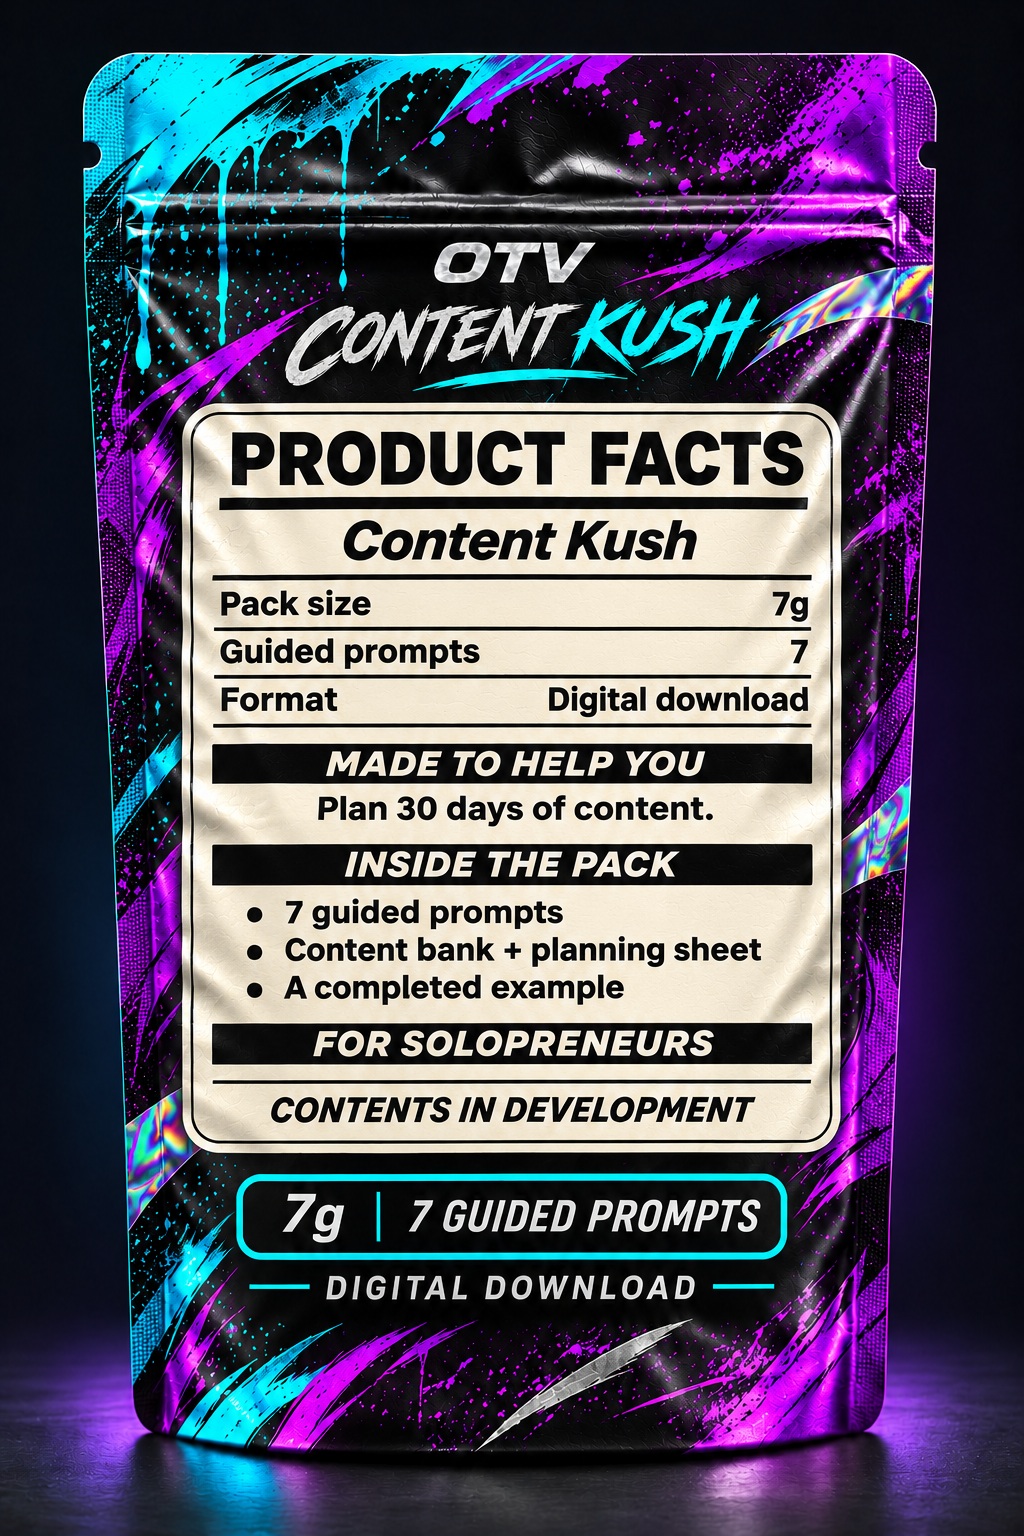 OTV
CONTENT KUSH
PRODUCT FACTS
Content Kush
Pack size 7g
Guided prompts 7
Format Digital download
MADE TO HELP YOU
Plan 30 days of content.
INSIDE THE PACK
● 7 guided prompts
● Content bank + planning sheet
● A completed example
FOR SOLOPRENEURS
CONTENTS IN DEVELOPMENT
7g | 7 GUIDED PROMPTS
DIGITAL DOWNLOAD